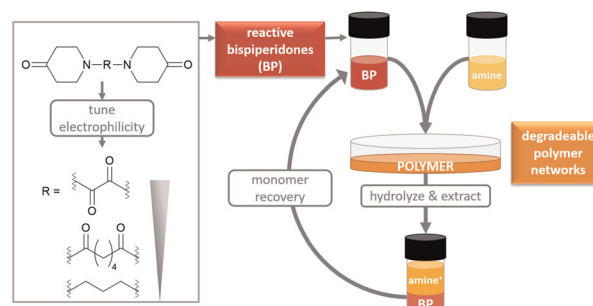 O=
N-R-N
=O
tune
electrophilicity
R =
O
O
O
O
4
reactive
bispiperidones
(BP)
BP
amine
POLYMER
degradeable
polymer
networks
monomer
recovery
hydrolyze & extract
amine⁺
BP